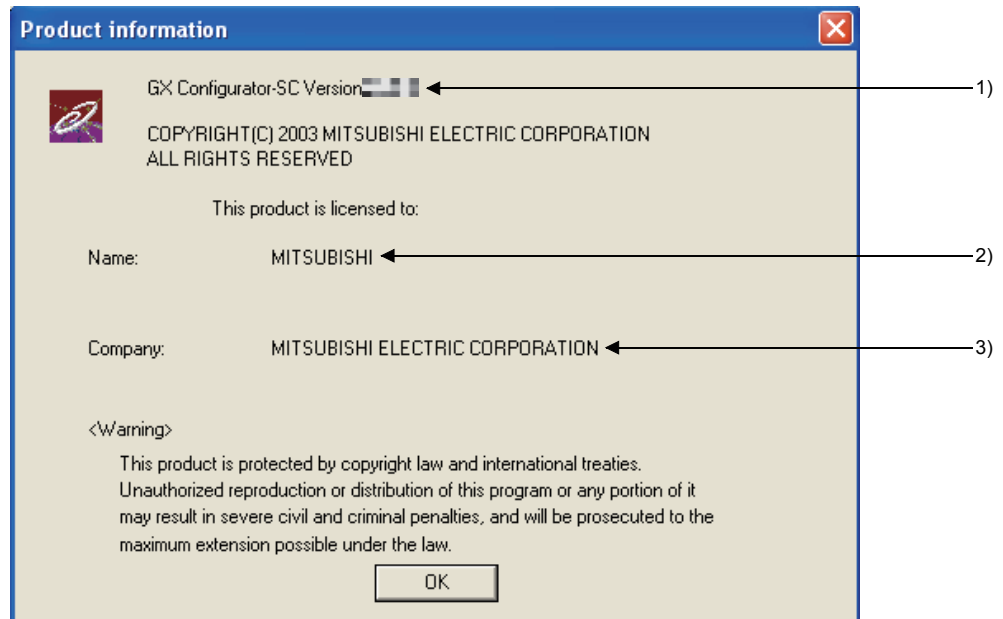 Product information
GX Configurator-SC Version
1)
COPYRIGHT(C) 2003 MITSUBISHI ELECTRIC CORPORATION
ALL RIGHTS RESERVED
This product is licensed to:
Name: MITSUBISHI
2)
Company: MITSUBISHI ELECTRIC CORPORATION
3)
<Warning>
This product is protected by copyright law and international treaties.
Unauthorized reproduction or distribution of this program or any portion of it
may result in severe civil and criminal penalties, and will be prosecuted to the
maximum extension possible under the law.
OK